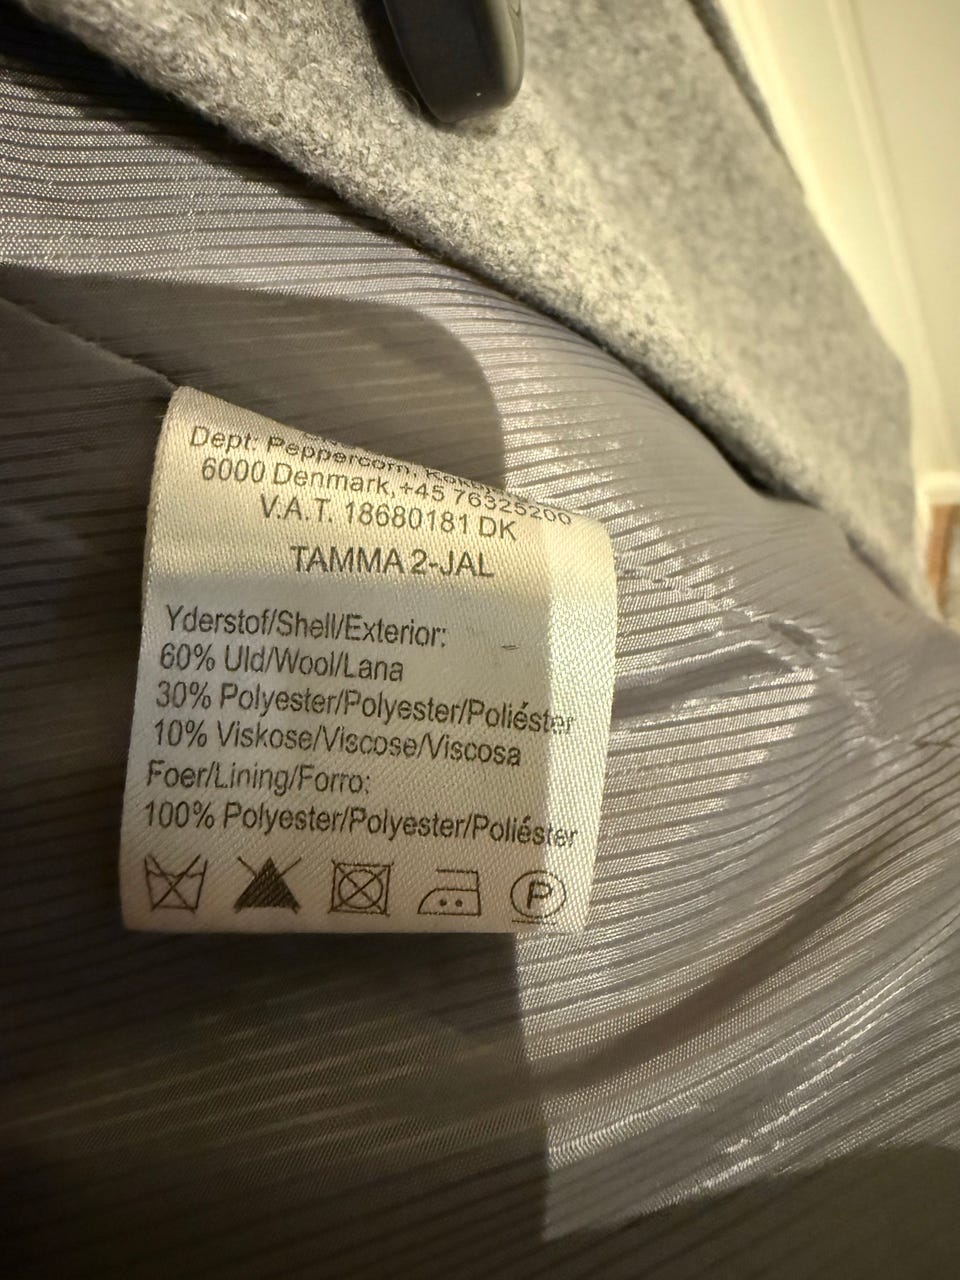 Dept: Peppercorn,
6000 Denmark, +45 76325200
V.A.T. 18680181 DK
TAMMA 2-JAL
Yderstof/Shell/Exterior:
60% Uld/Wool/Lana
30% Polyester/Polyester/Poliéster
10% Viskose/Viscose/Viscosa
Foer/Lining/Forro:
100% Polyester/Polyester/Poliéster
P